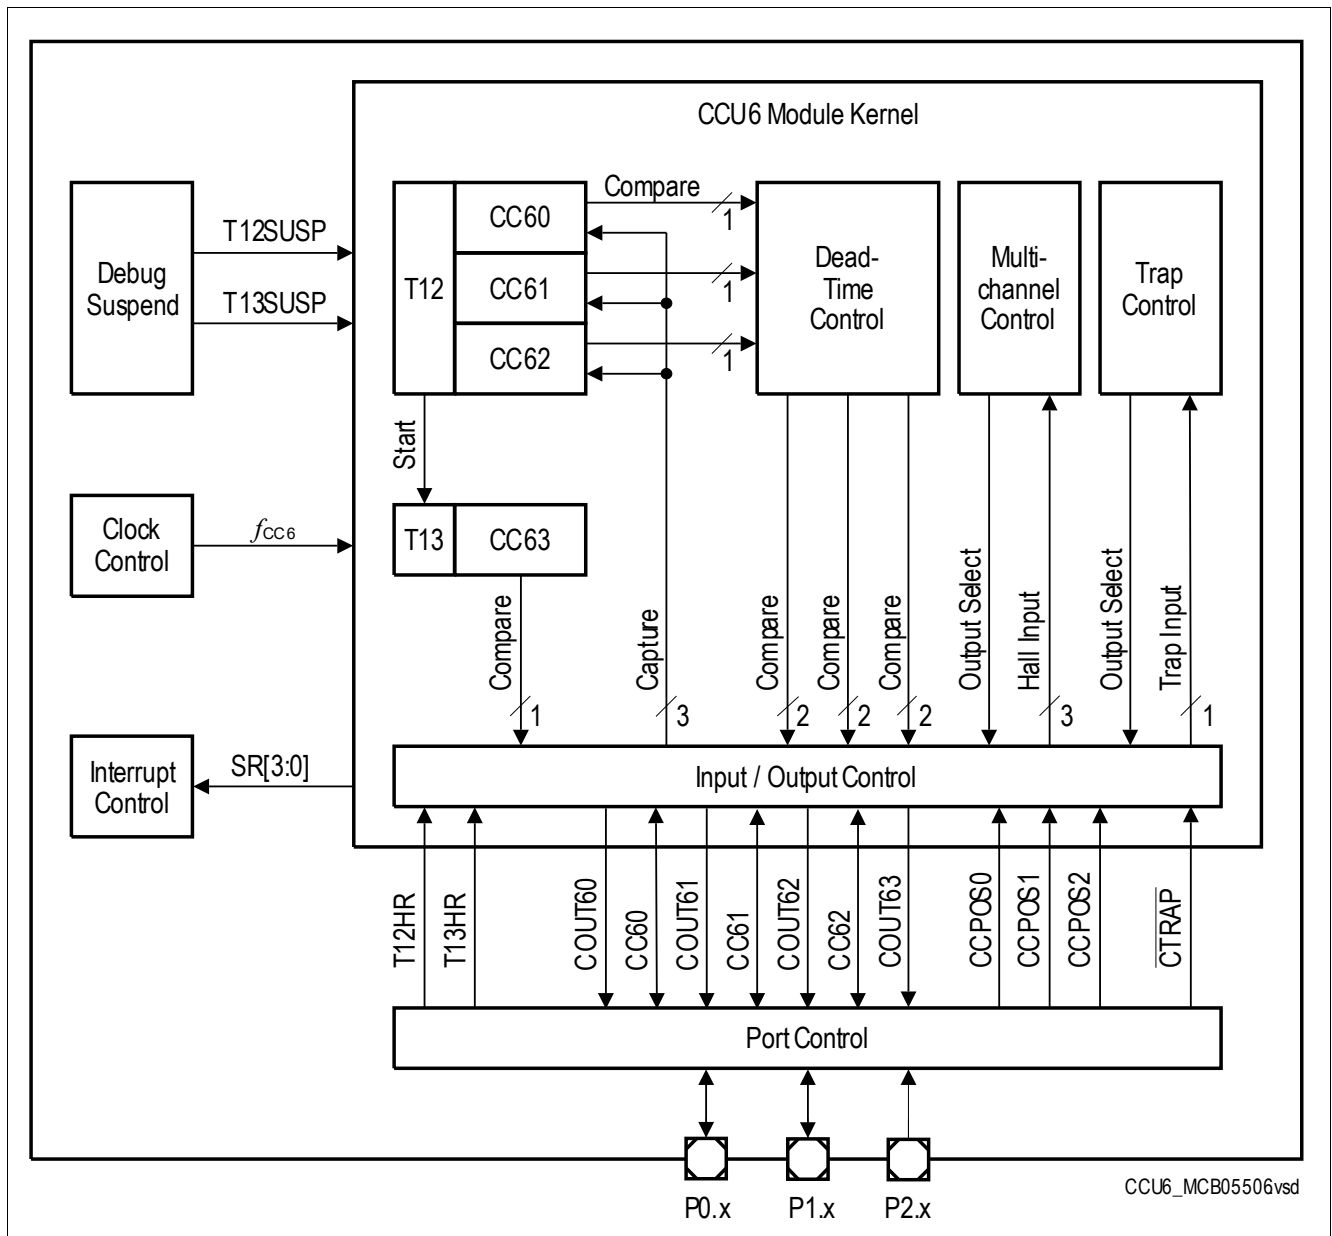 CCU6 Module Kernel
Debug
Suspend
T12SUSP
T13SUSP
T12
CC60
CC61
CC62
Compare
1
1
1
Dead-
Time
Control
Multi-
channel
Control
Trap
Control
Start
Clock
Control
fCC6
T13
CC63
Compare
1
Capture
3
Compare
2
Compare
2
Compare
2
Output Select
Hall Input
3
Output Select
Trap Input
1
Interrupt
Control
SR[3:0]
Input / Output Control
T12HR
T13HR
COUT60
CC60
COUT61
CC61
COUT62
CC62
COUT63
CCPOS0
CCPOS1
CCPOS2
CTRAP
Port Control
P0.x
P1.x
P2.x
CCU6_MCB05506.vsd